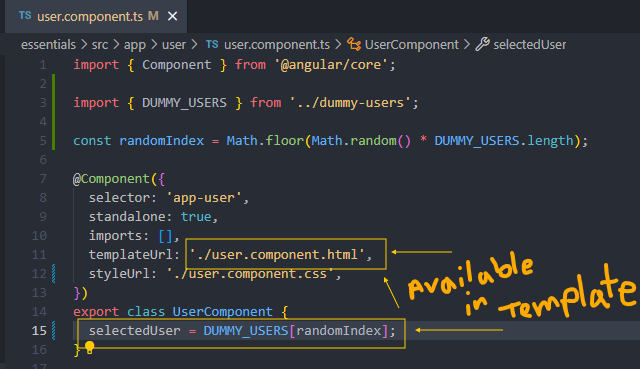 TS user.component.ts M ×
essentials > src > app > user > TS user.component.ts > UserComponent > selectedUser
1 import { Component } from '@angular/core';
2
3 import { DUMMY_USERS } from '../dummy-users';
4
5 const randomIndex = Math.floor(Math.random() * DUMMY_USERS.length);
6
7 @Component({
8 selector: 'app-user',
9 standalone: true,
10 imports: [],
11 templateUrl: './user.component.html',
12 styleUrl: './user.component.css',
13 })
14 export class UserComponent {
15 selectedUser = DUMMY_USERS[randomIndex];
16 }
17
Available
in Template